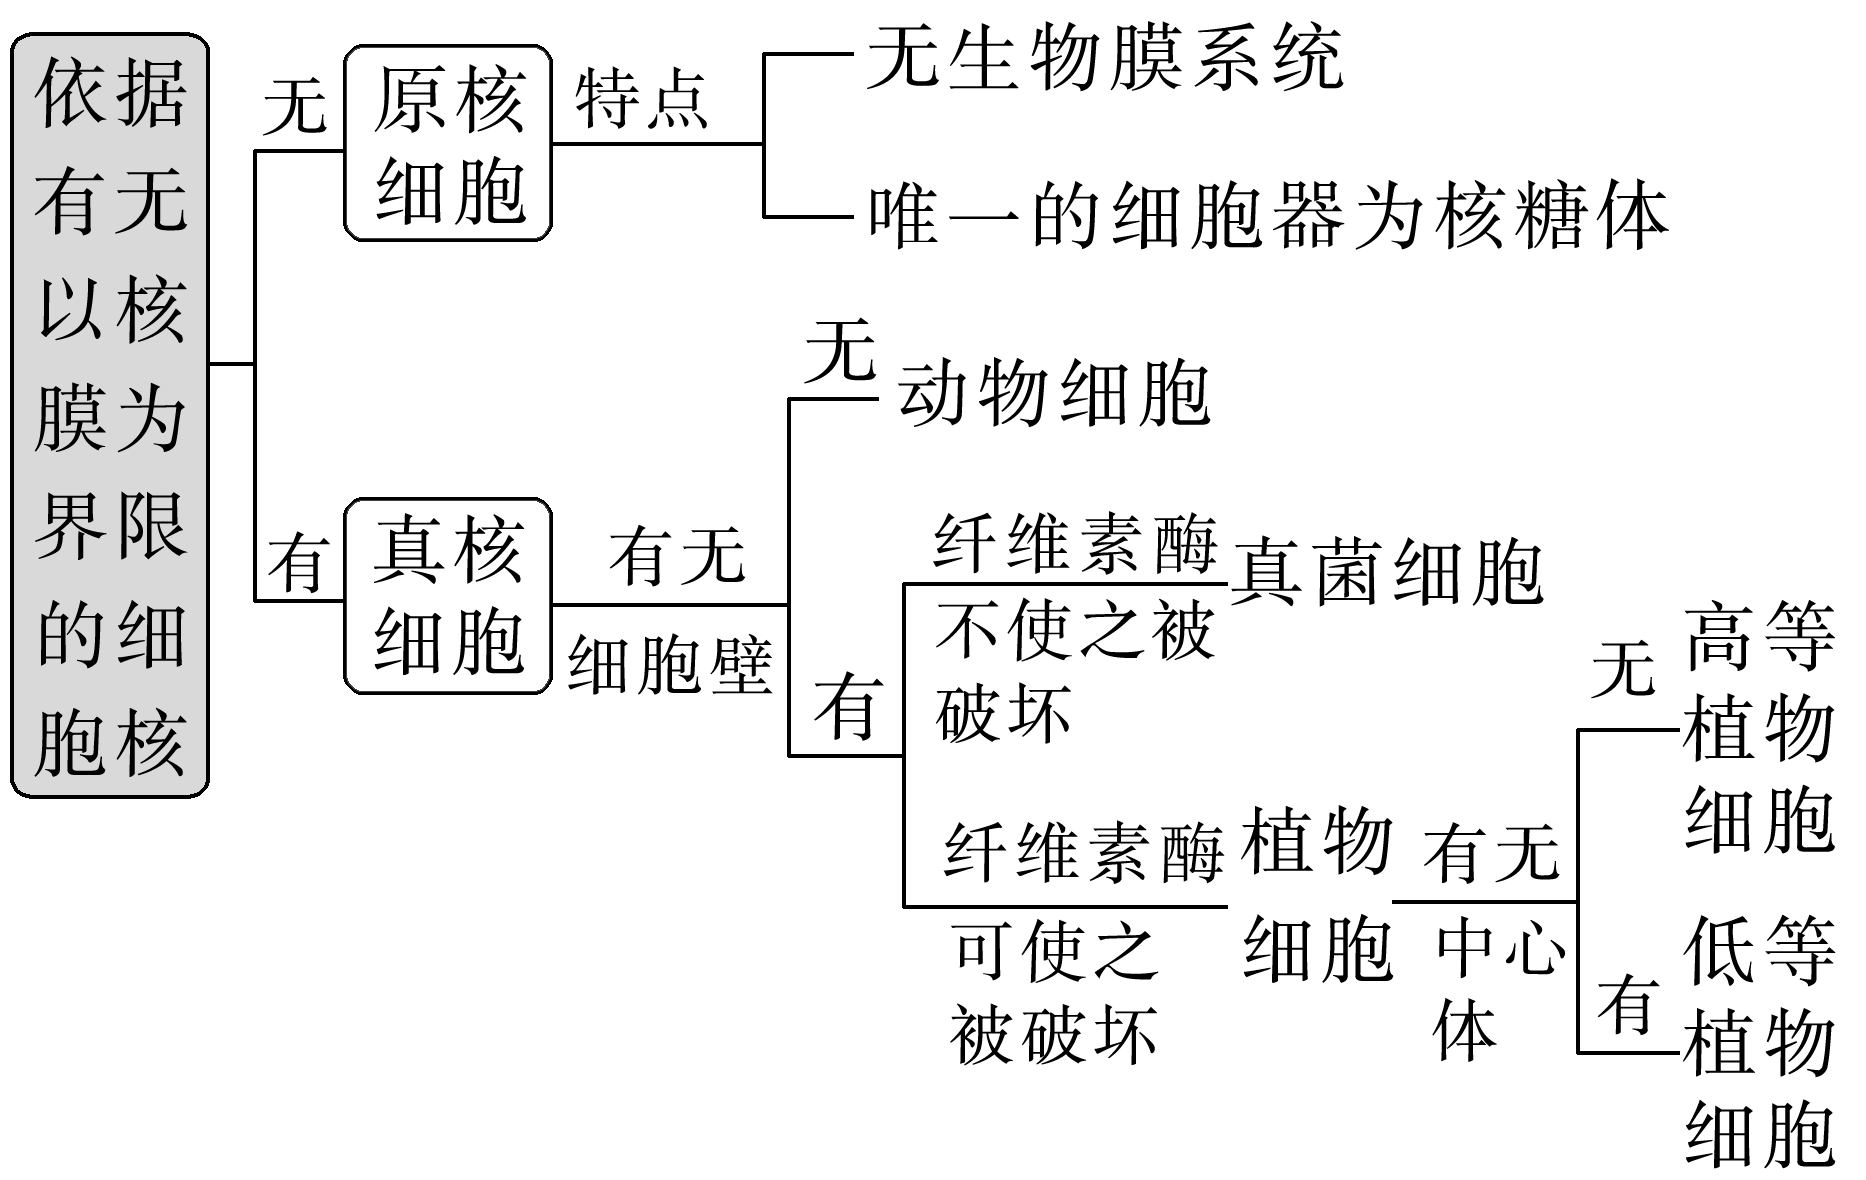 依据
有无
以核
膜为
界限
的细
胞核
无
原核
细胞
特点
无生物膜系统
唯一的细胞器为核糖体
有
真核
细胞
有无
细胞壁
无
动物细胞
有
纤维素酶
不使之被
破坏
真菌细胞
纤维素酶
可使之
被破坏
植物
细胞
有无
中心
体
无
高等
植物
细胞
有
低等
植物
细胞